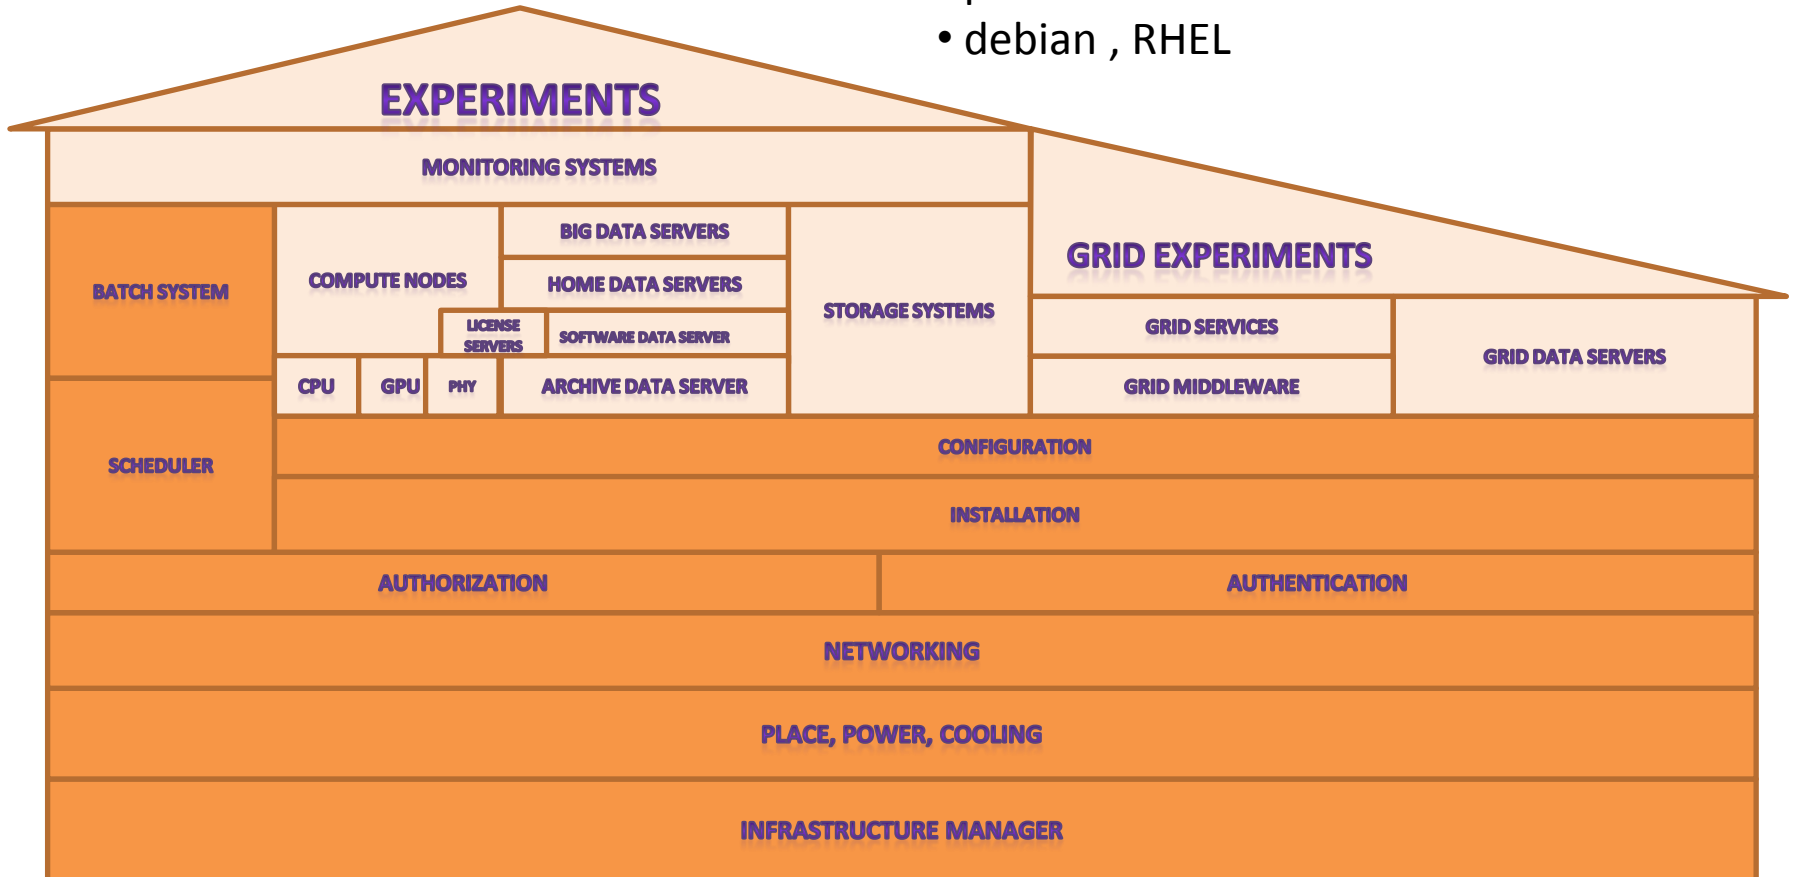 • debian , RHEL
EXPERIMENTS
MONITORING SYSTEMS
BATCH SYSTEM
COMPUTE NODES
BIG DATA SERVERS
HOME DATA SERVERS
LICENSE
SERVERS
SOFTWARE DATA SERVER
CPU
GPU
PHY
ARCHIVE DATA SERVER
STORAGE SYSTEMS
GRID EXPERIMENTS
GRID SERVICES
GRID MIDDLEWARE
GRID DATA SERVERS
SCHEDULER
CONFIGURATION
INSTALLATION
AUTHORIZATION
AUTHENTICATION
NETWORKING
PLACE, POWER, COOLING
INFRASTRUCTURE MANAGER